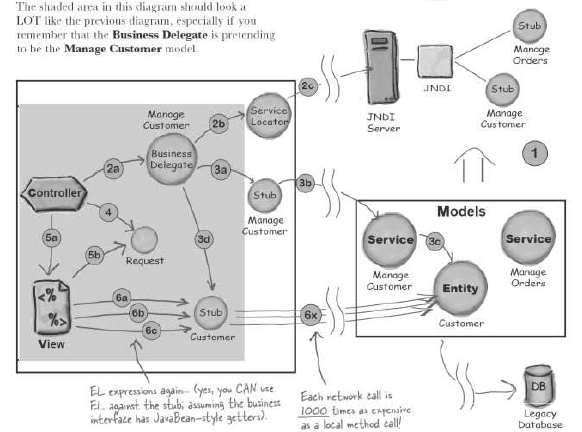 The shaded area in this diagram should look a
LOT like the previous diagram, especially if you
remember that the Business Delegate is pretending
to be the Manage Customer model.
Stub
Manage
Orders
JNDI
Stub
Manage
Customer
JNDI
Server
2c
1
Manage
Customer
2b
Service
Locator
Business
Delegate
2a
3a
Controller
Stub
Manage
Customer
3b
4
3d
5a
5b
Request
Models
Service
3c
Service
Manage
Customer
Manage
Orders
Entity
Customer
<%
%>
View
6a
6b
6c
Stub
Customer
6x
EL expressions again... (yes, you CAN use
EL against the stub, assuming the business
interface has JavaBean-style getters).
Each network call is
1000 times as expensive
as a local method call!
DB
Legacy
Database